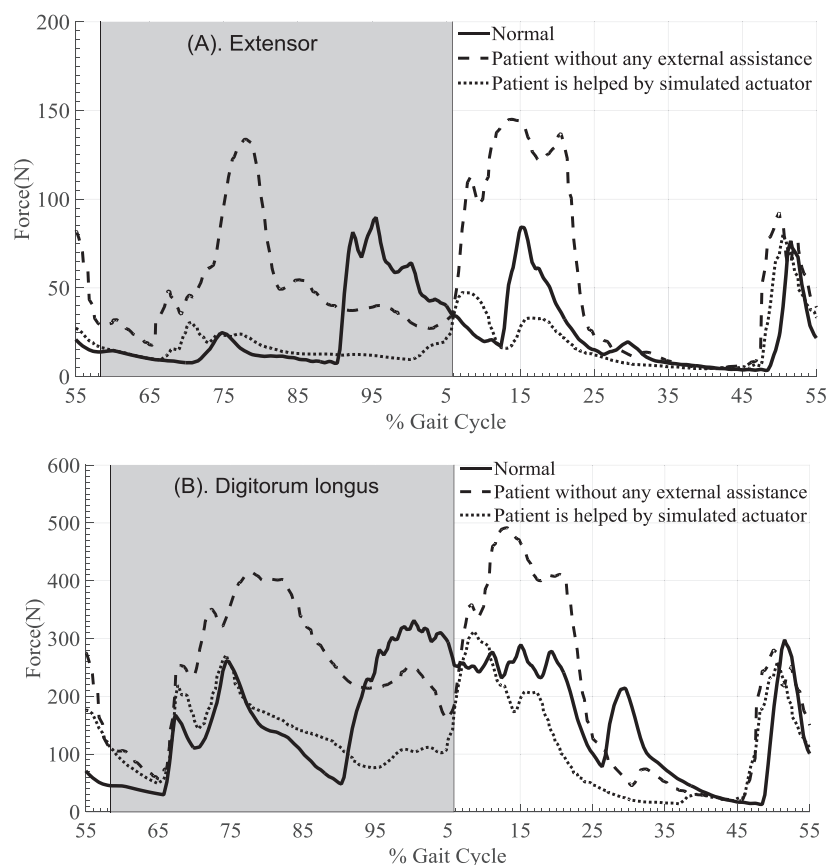 200
150
100
50
0
Force(N)
(A). Extensor
Normal
Patient without any external assistance
Patient is helped by simulated actuator
55 65 75 85 95 5 15 25 35 45 55
% Gait Cycle
600
500
400
300
200
100
0
Force(N)
(B). Digitorum longus
Normal
Patient without any external assistance
Patient is helped by simulated actuator
55 65 75 85 95 5 15 25 35 45 55
% Gait Cycle